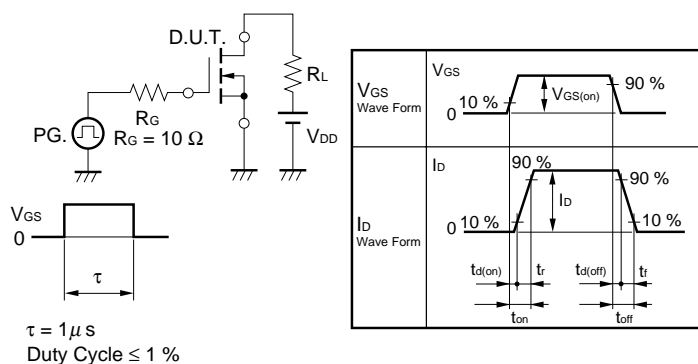 D.U.T.
RL
VDD
RG
RG = 10 Ω
PG.
VGS
0
τ
τ = 1μ s
Duty Cycle ≤ 1 %
VGS
Wave Form
VGS
10 %
0
VGS(on)
90 %
ID
Wave Form
ID
90 %
90 %
ID
0 10 %
10 %
td(on) tr td(off) tf
ton toff